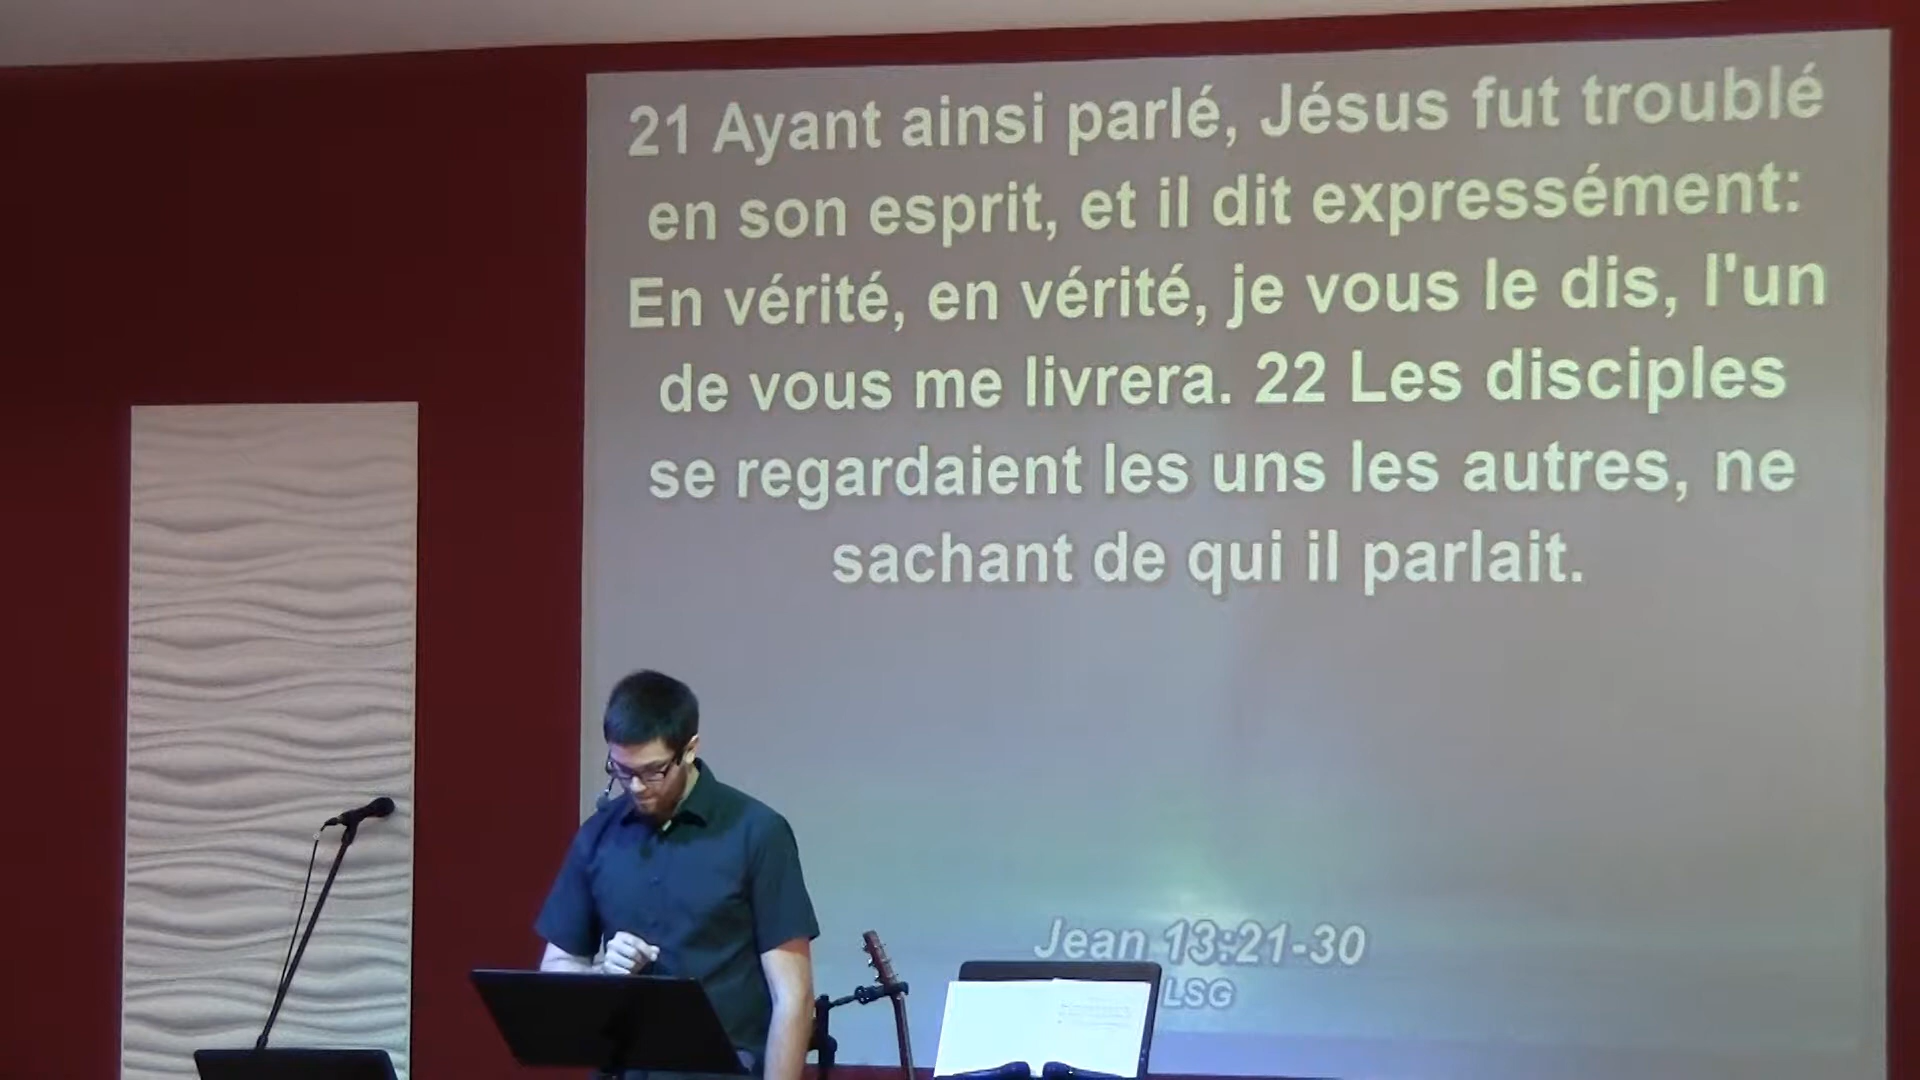 21 Ayant ainsi parlé, Jésus fut troublé
en son esprit, et il dit expressément:
En vérité, en vérité, je vous le dis, l'un
de vous me livrera. 22 Les disciples
se regardaient les uns les autres, ne
sachant de qui il parlait.
Jean 13:21-30
LSG